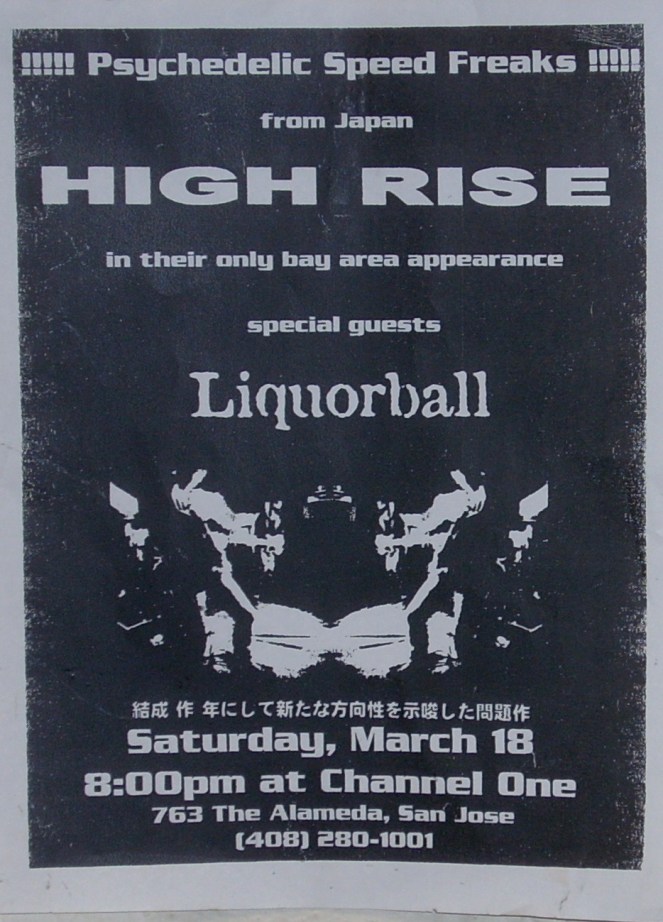 !!!!! Psychedelic Speed Freaks !!!!!
from Japan
HIGH RISE
in their only bay area appearance
special guests
Liquorball
結成 作 年にして新たな方向性を示唆した問題作
Saturday, March 18
8:00pm at Channel One
763 The Alameda, San Jose
(408) 280-1001